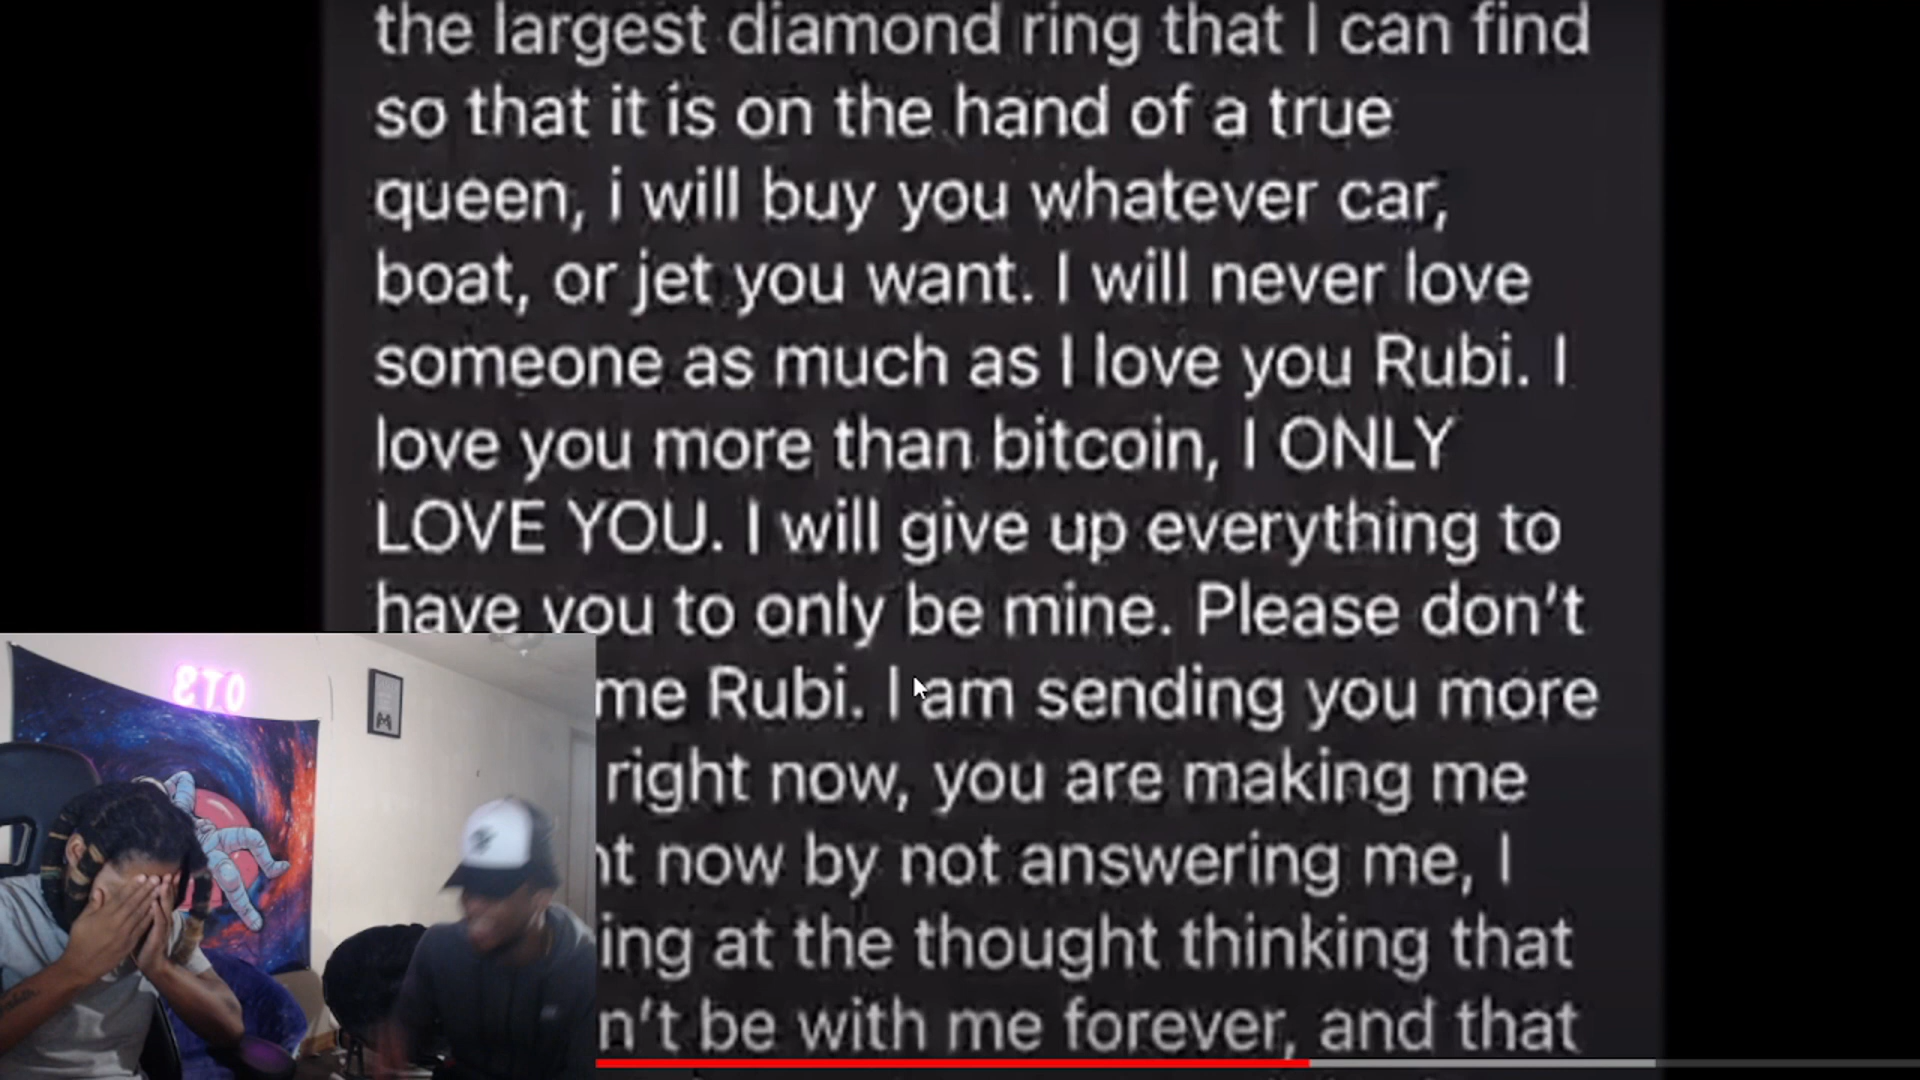 the largest diamond ring that I can find
so that it is on the hand of a true
queen, i will buy you whatever car,
boat, or jet you want. I will never love
someone as much as I love you Rubi. I
love you more than bitcoin, I ONLY
LOVE YOU. I will give up everything to
have you to only be mine. Please don't
me Rubi. I am sending you more
right now, you are making me
now by not answering me, I
at the thought thinking that
be with me forever, and that
OTS